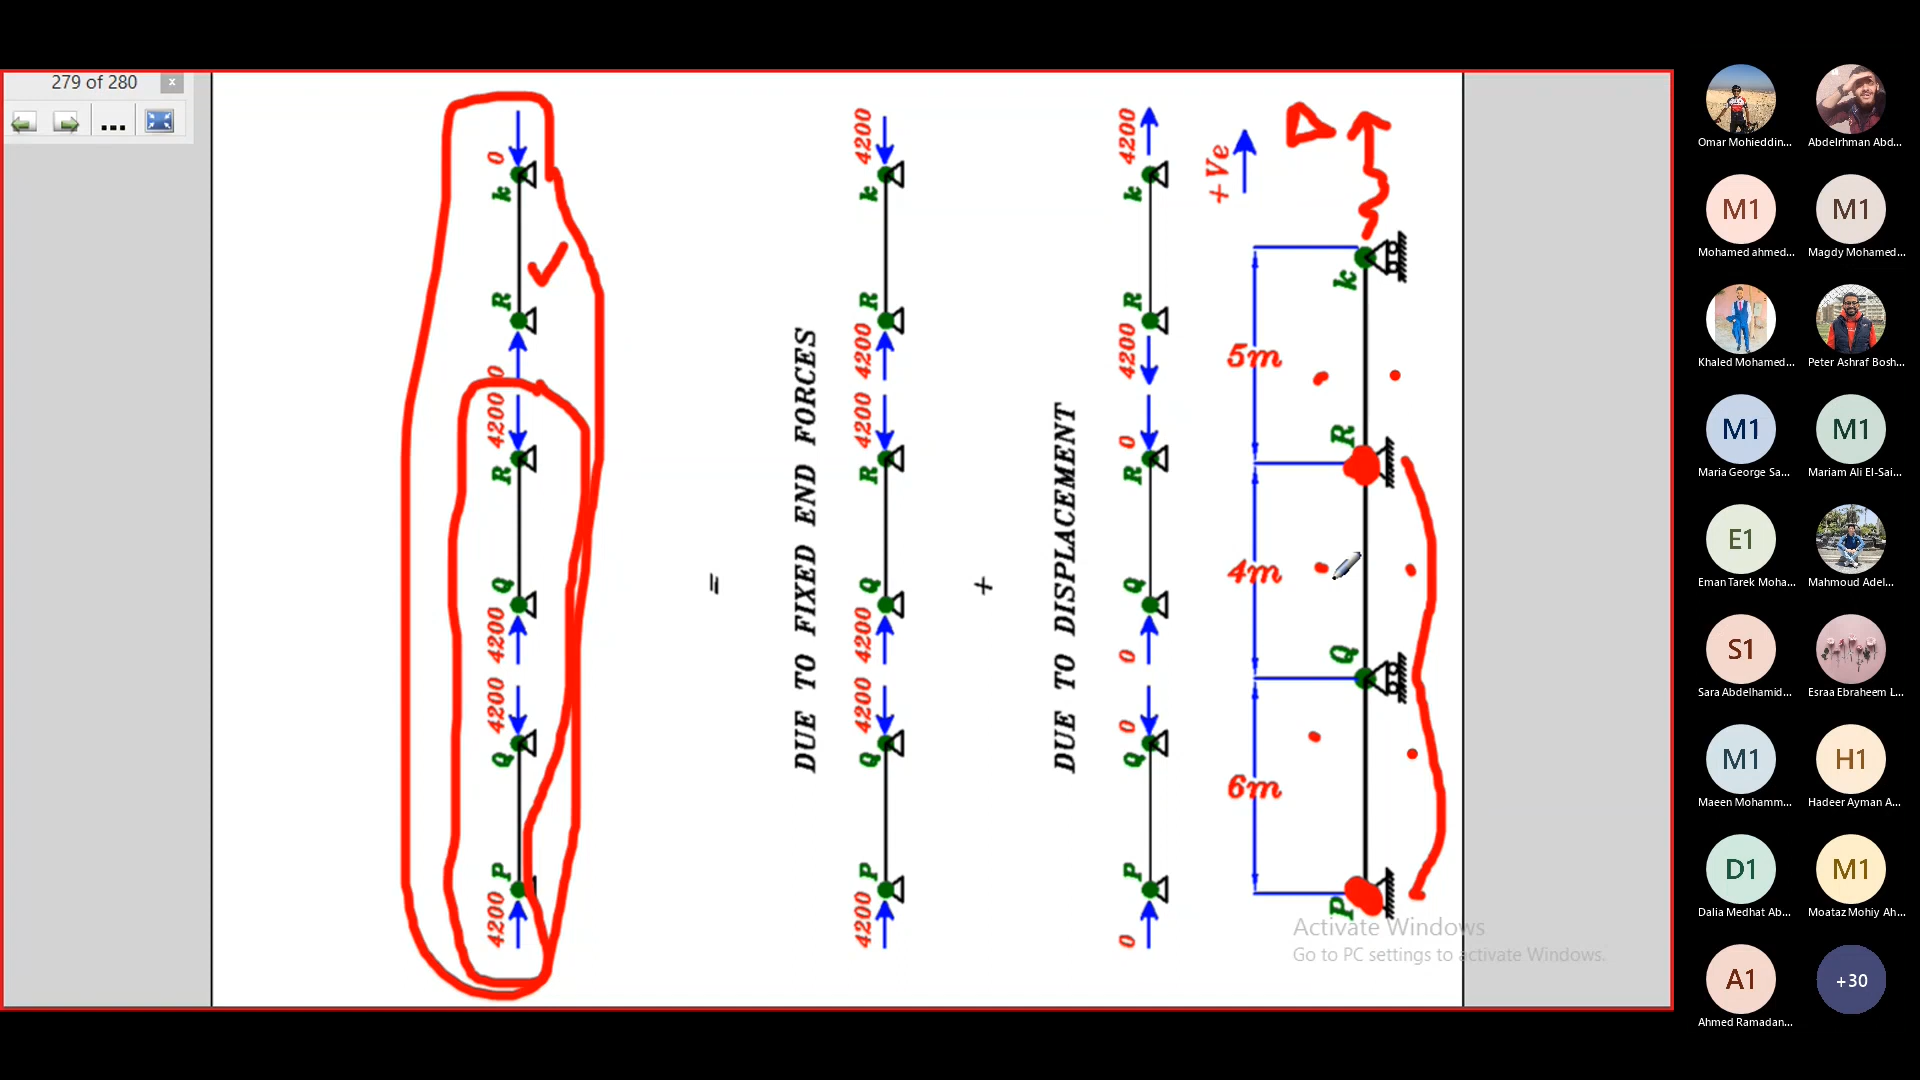 279 of 280
x
...
4200
P
Q
4200
4200
Q
R
4200
0
R
k
0
=
DUE TO FIXED END FORCES
4200
P
Q
4200
4200
Q
R
4200
4200
R
k
4200
+
DUE TO DISPLACEMENT
0
P
Q
0
0
Q
R
0
4200
R
k
4200
+Ve
Δ
6m
4m
5m
P
Q
R
k
Activate Windows
Go to PC settings to activate Windows.
Omar Mohieddin...
Abdelrhman Abd...
M1
M1
Mohamed ahmed...
Magdy Mohamed...
Khaled Mohamed...
Peter Ashraf Bosh...
M1
M1
Maria George Sa...
Mariam Ali El-Sai...
E1
Eman Tarek Moha...
Mahmoud Adel...
S1
Sara Abdelhamid...
Esraa Ebraheem L...
M1
H1
Maeen Mohamm...
Hadeer Ayman A...
D1
M1
Dalia Medhat Ab...
Moataz Mohiy Ah...
A1
+30
Ahmed Ramadan...